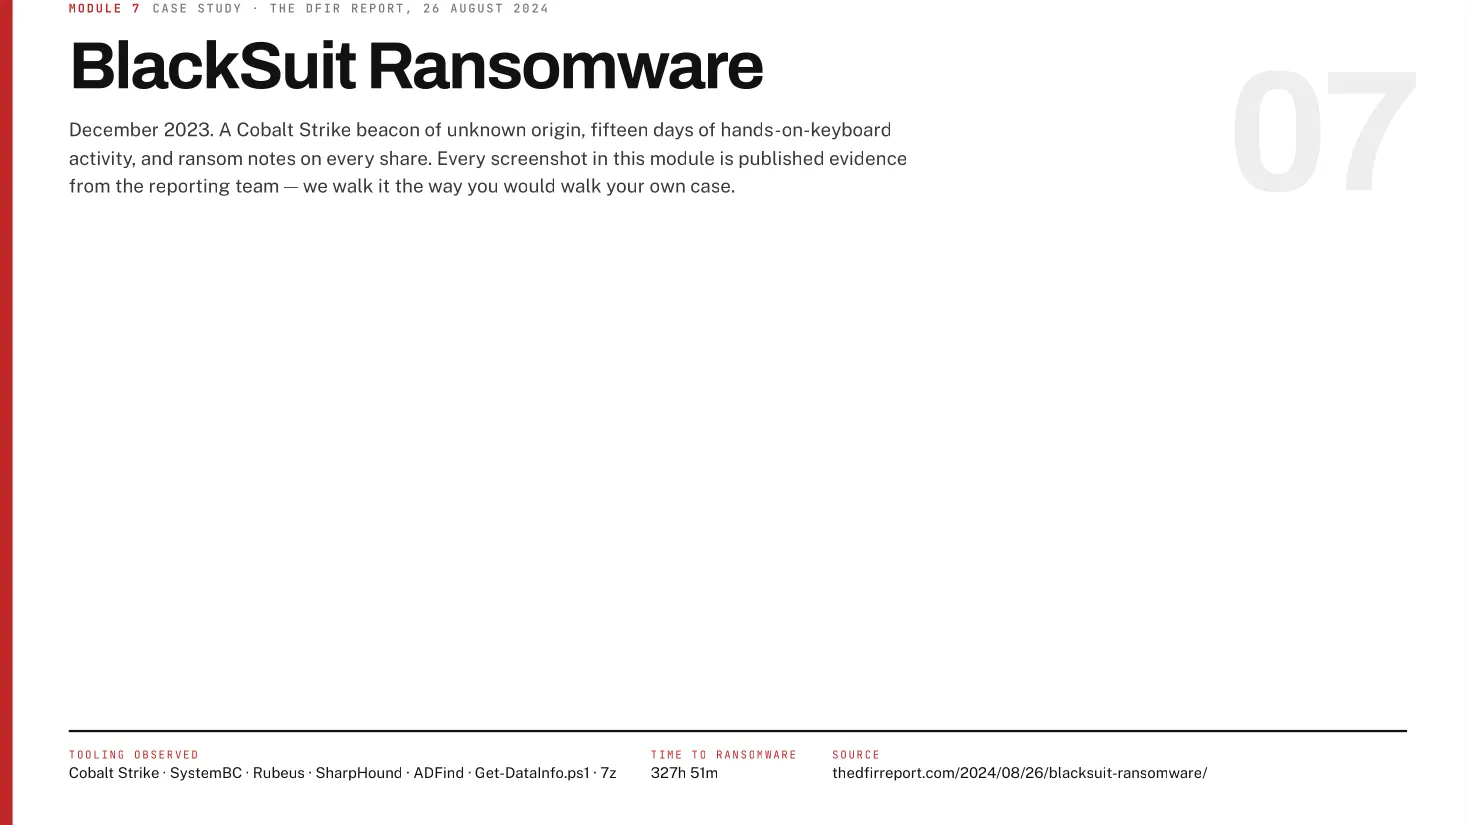 MODULE 7 CASE STUDY · THE DFIR REPORT, 26 AUGUST 2024
BlackSuit Ransomware
07
December 2023. A Cobalt Strike beacon of unknown origin, fifteen days of hands-on-keyboard
activity, and ransom notes on every share. Every screenshot in this module is published evidence
from the reporting team — we walk it the way you would walk your own case.
TOOLING OBSERVED
Cobalt Strike · SystemBC · Rubeus · SharpHound · ADFind · Get-DataInfo.ps1 · 7z
TIME TO RANSOMWARE
327h 51m
SOURCE
thedfirreport.com/2024/08/26/blacksuit-ransomware/